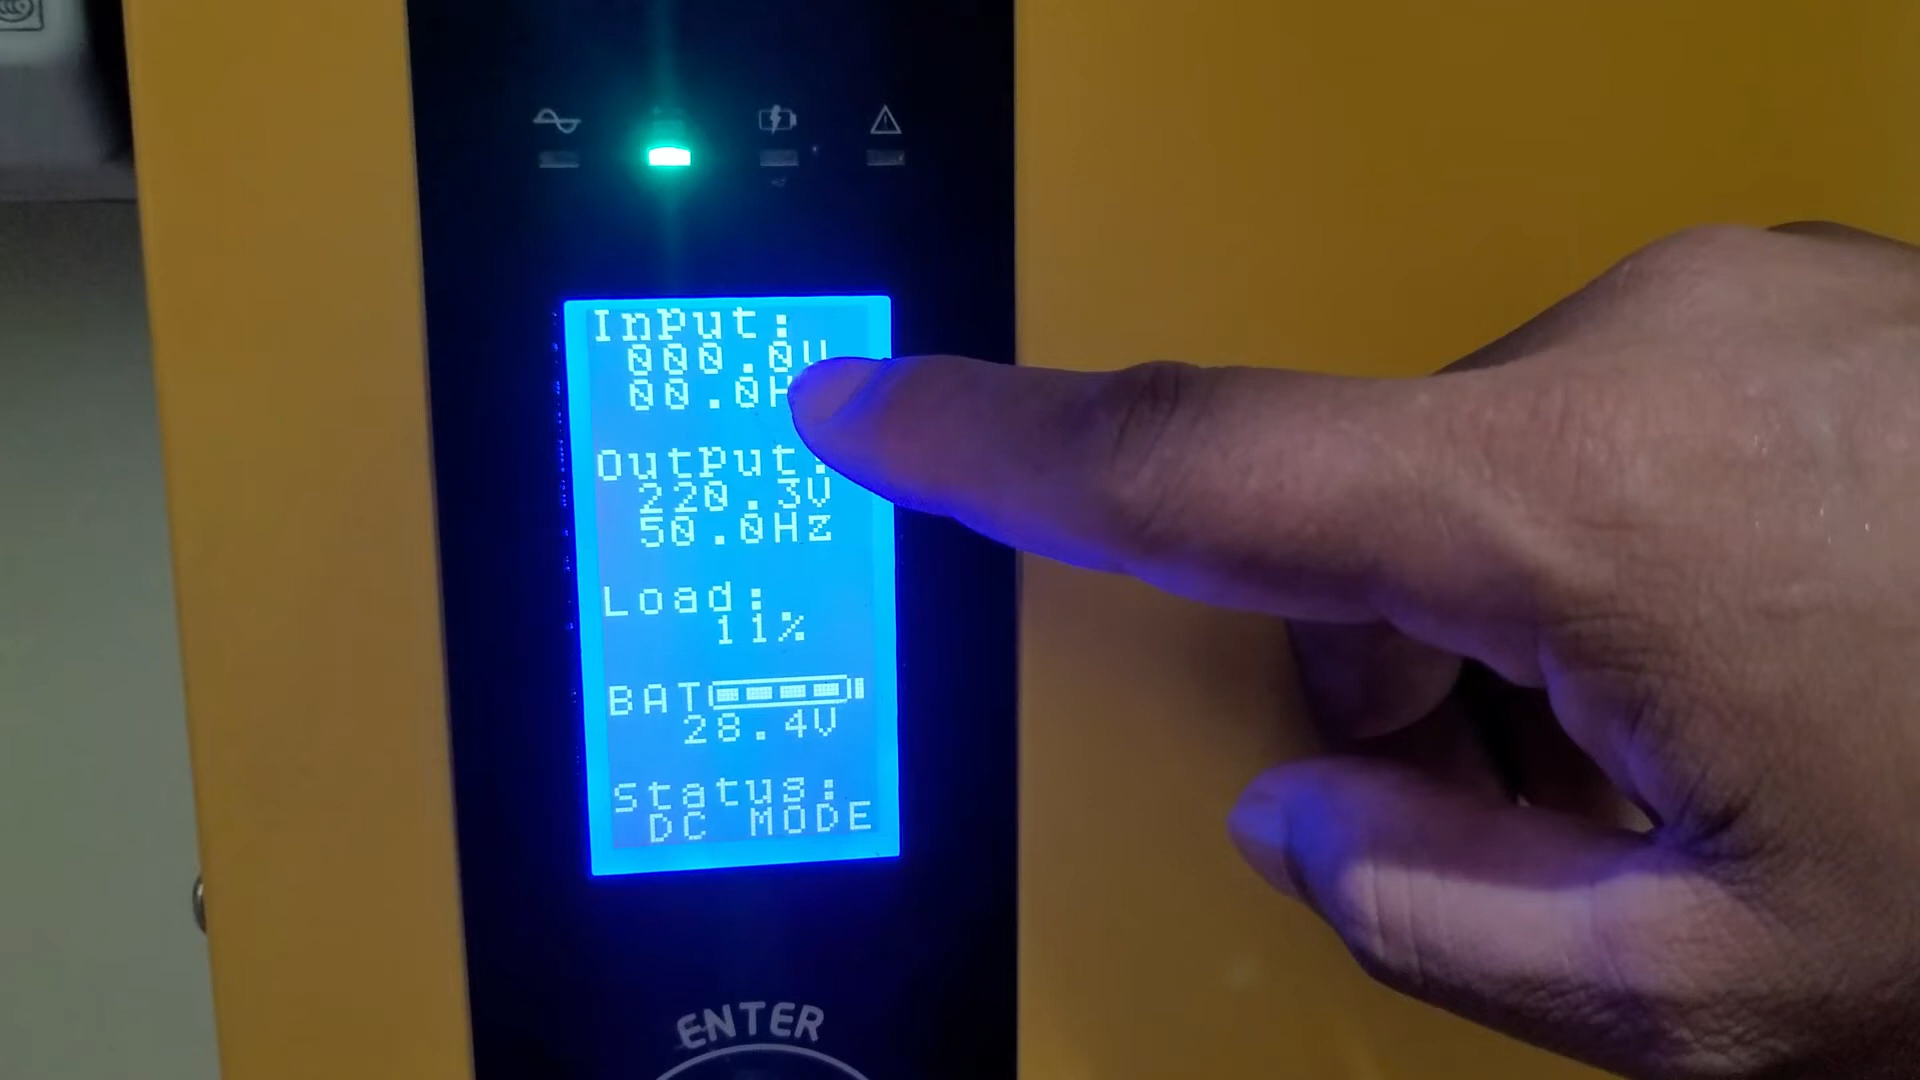 Input:
000.0V
00.0H
Output:
220.3V
50.0Hz
Load:
11%
BAT
28.4V
Status:
DC MODE
ENTER